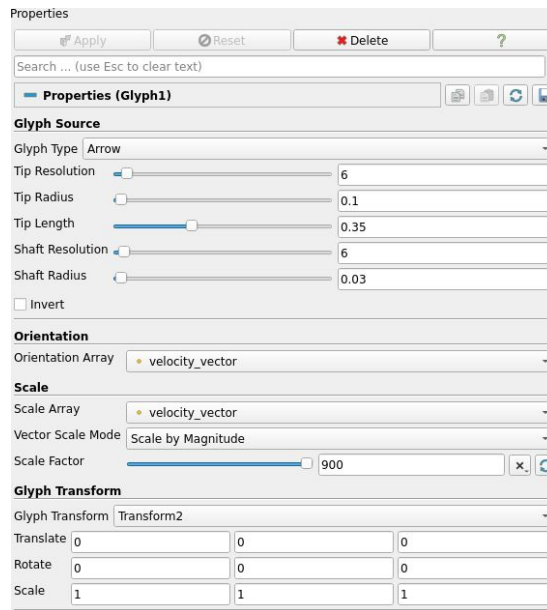 Properties
Apply Reset Delete ?
Search ... (use Esc to clear text)
Properties (Glyph1)
Glyph Source
Glyph Type Arrow
Tip Resolution 6
Tip Radius 0.1
Tip Length 0.35
Shaft Resolution 6
Shaft Radius 0.03
Invert
Orientation
Orientation Array velocity_vector
Scale
Scale Array velocity_vector
Vector Scale Mode Scale by Magnitude
Scale Factor 900
Glyph Transform
Glyph Transform Transform2
Translate 0 0 0
Rotate 0 0 0
Scale 1 1 1